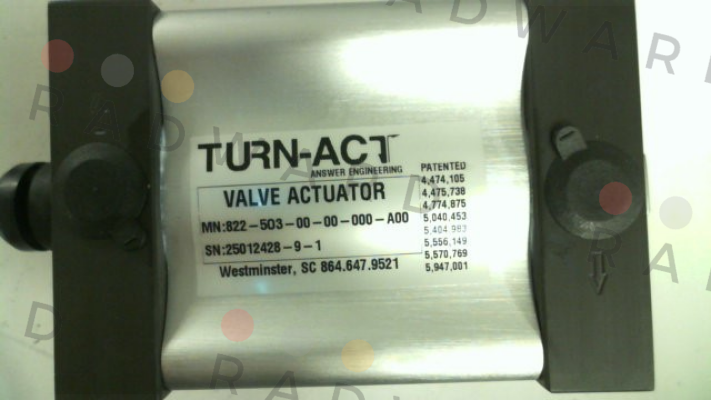 TURN-ACT
ANSWER ENGINEERING
VALVE ACTUATOR
MN:822-503-00-00-000-A00
SN:25012428-9-1
Westminster, SC 864.647.9521
PATENTED
4,474,105
4,475,738
4,774,875
5,040,453
5,404,983
5,556,149
5,570,769
5,947,001
RADWARD
RADWARD